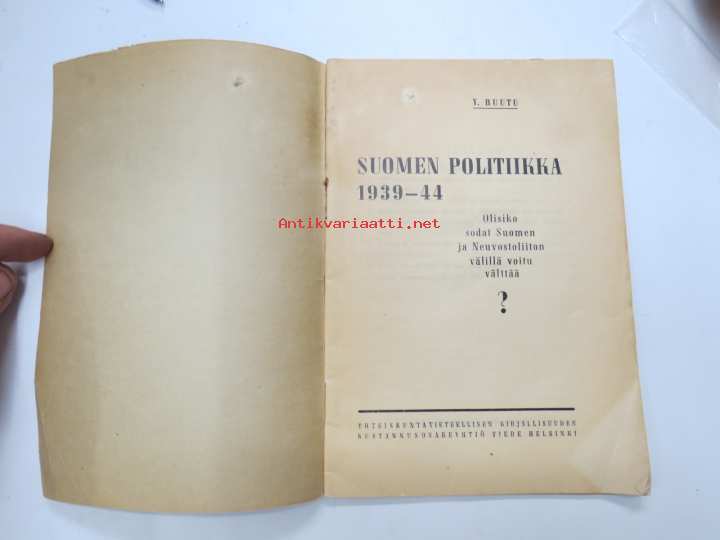 Y. RUUTU
SUOMEN POLITIIKKA
1939—44
Antikvariaatti.net
Olisiko
sodat Suomen
ja Neuvostoliiton
välillä voitu
välttää
?
YHTEISKUNTATIETEELLISEN KIRJALLISUUDEN
KUSTANNUSOSAKEYHTIÖ TIEDE HELSINKI